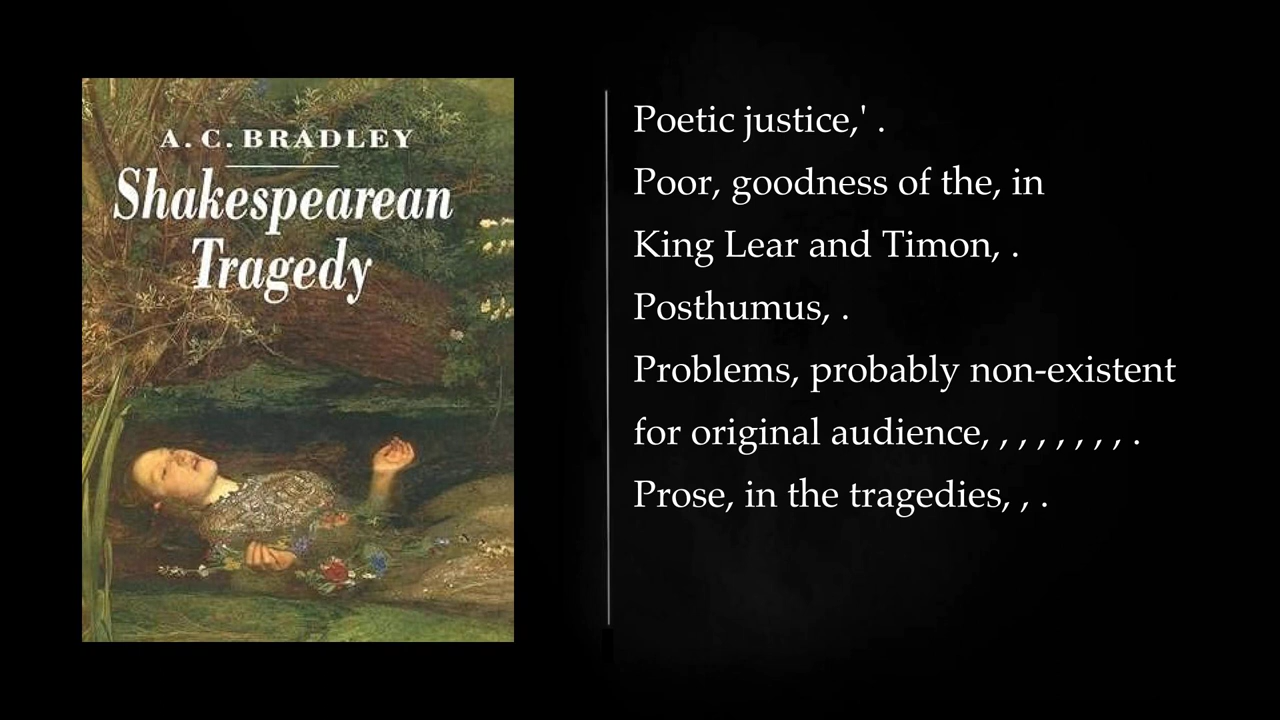 A. C. BRADLEY
Shakespearean
Tragedy
Poetic justice,' .
Poor, goodness of the, in
King Lear and Timon, .
Posthumus, .
Problems, probably non-existent
for original audience, , , , , , , , .
Prose, in the tragedies, , .